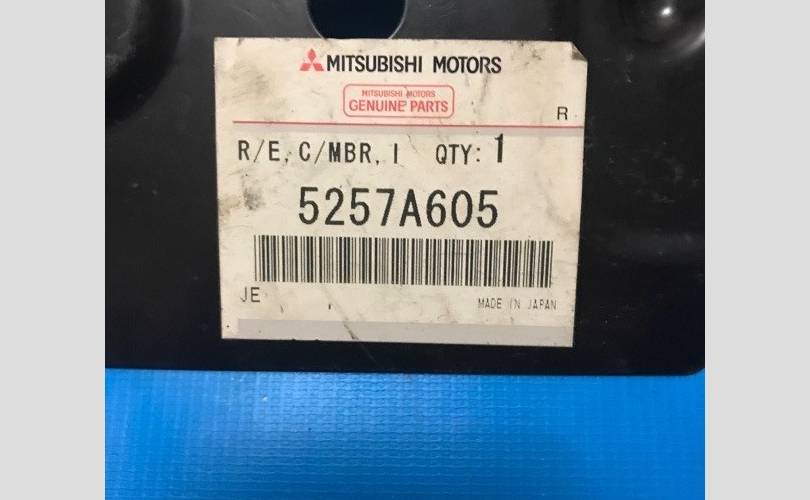 MITSUBISHI MOTORS
MITSUBISHI MOTORS
GENUINE PARTS
R
R/E, C/MBR, I QTY: 1
5257A605
JE
MADE IN JAPAN